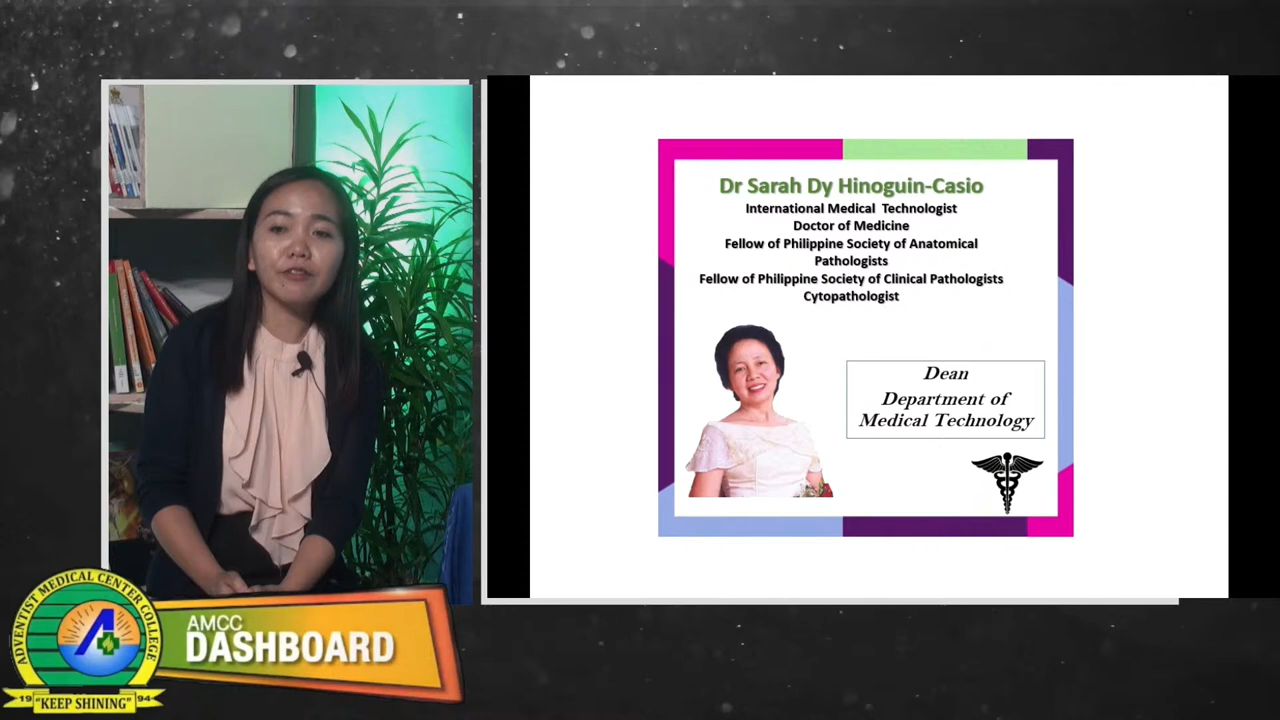 Dr Sarah Dy Hinoguin-Casio
International Medical Technologist
Doctor of Medicine
Fellow of Philippine Society of Anatomical
Pathologists
Fellow of Philippine Society of Clinical Pathologists
Cytopathologist
Dean
Department of
Medical Technology
ADVENTIST MEDICAL CENTER COLLEGE
A
19 "KEEP SHINING" 94
AMCC
DASHBOARD